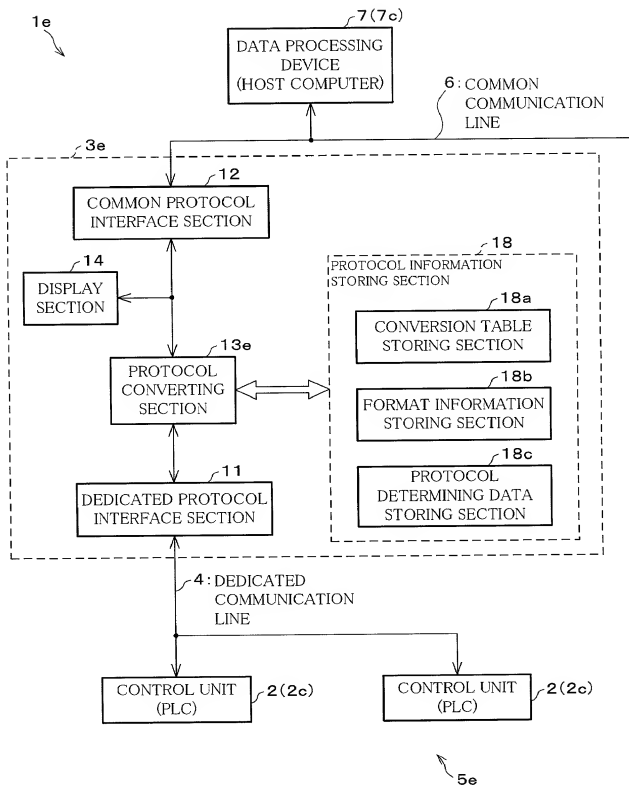 1e
7(7c)
DATA PROCESSING
DEVICE
(HOST COMPUTER)
6: COMMON
COMMUNICATION
LINE
3e
12
COMMON PROTOCOL
INTERFACE SECTION
14
DISPLAY
SECTION
18
PROTOCOL INFORMATION
STORING SECTION
18a
CONVERSION TABLE
STORING SECTION
13e
PROTOCOL
CONVERTING
SECTION
18b
FORMAT INFORMATION
STORING SECTION
18c
PROTOCOL
DETERMINING DATA
STORING SECTION
11
DEDICATED PROTOCOL
INTERFACE SECTION
4: DEDICATED
COMMUNICATION
LINE
CONTROL UNIT
(PLC)
2(2c)
CONTROL UNIT
(PLC)
2(2c)
5e